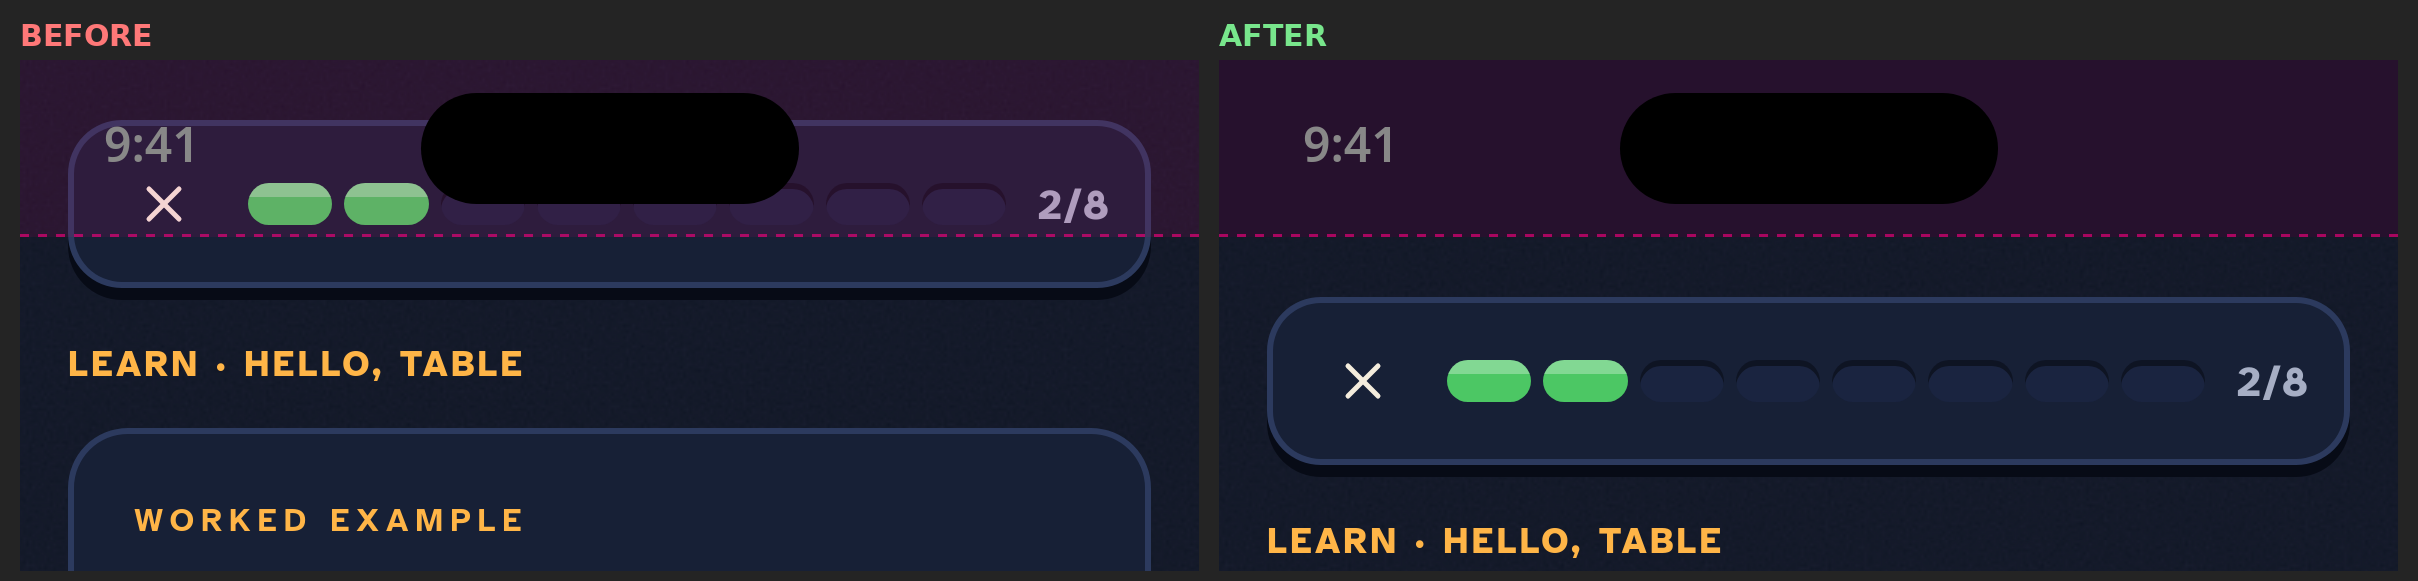 BEFORE
9:41
2/8
LEARN · HELLO, TABLE
WORKED EXAMPLE
AFTER
9:41
2/8
LEARN · HELLO, TABLE